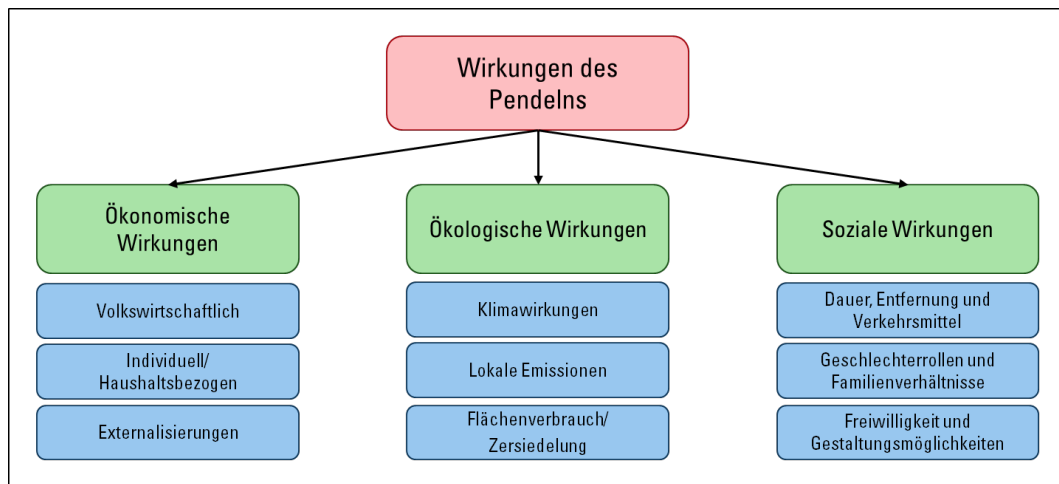 Wirkungen des
Pendelns
Ökonomische
Wirkungen
Ökologische Wirkungen
Soziale Wirkungen
Volkswirtschaftlich
Individuell/
Haushaltsbezogen
Externalisierungen
Klimawirkungen
Lokale Emissionen
Flächenverbrauch/
Zersiedelung
Dauer, Entfernung und
Verkehrsmittel
Geschlechterrollen und
Familienverhältnisse
Freiwilligkeit und
Gestaltungsmöglichkeiten